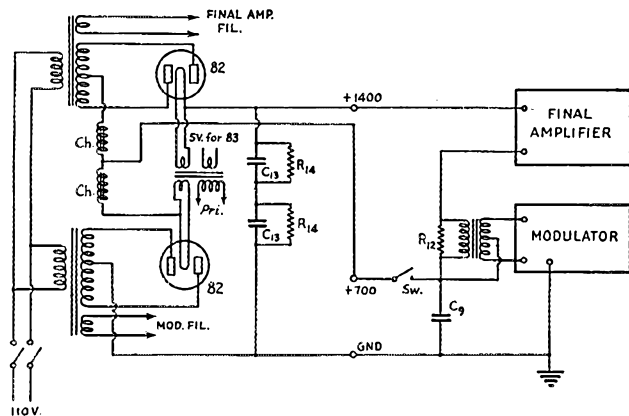 FINAL AMP.
FIL.
82
+1400
FINAL
AMPLIFIER
Ch.
5V. for 83
C13
R14
Ch.
Pri.
C13
R14
R12
MODULATOR
82
+700
Sw.
C9
MOD. FIL.
GND
110V.